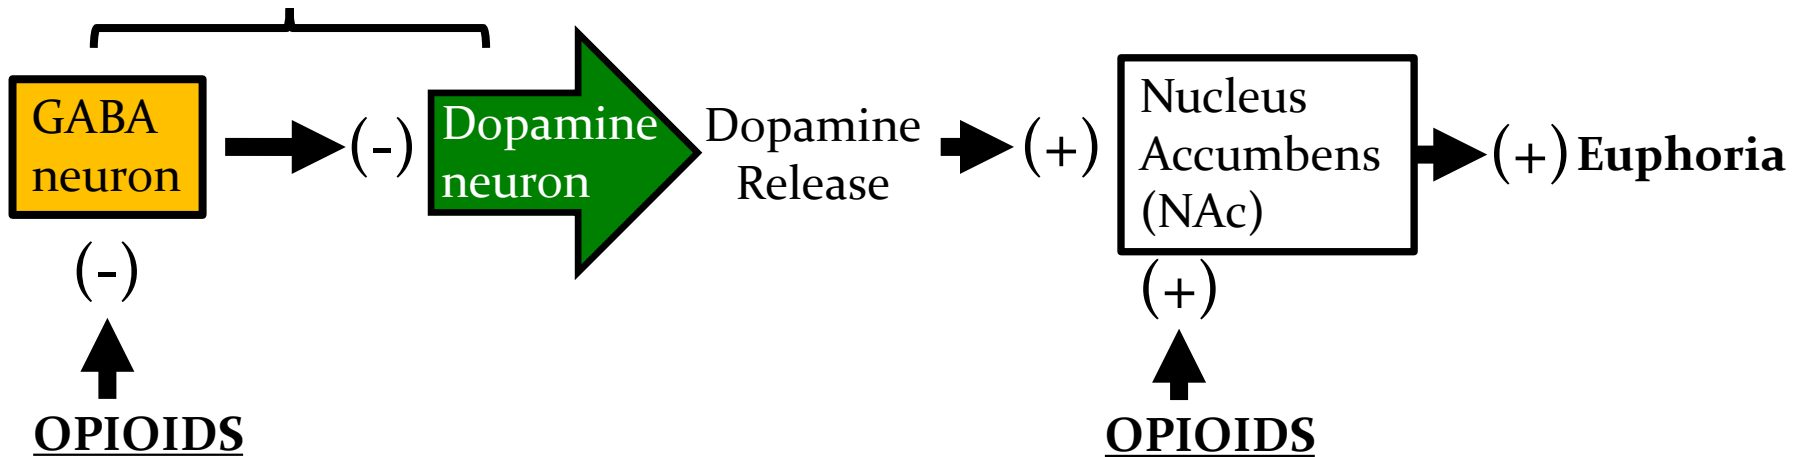 GABA
neuron
(-)
Dopamine
neuron
Dopamine
Release
(+)
Nucleus
Accumbens
(NAc)
(+) Euphoria
(-)
(+)
OPIOIDS
OPIOIDS